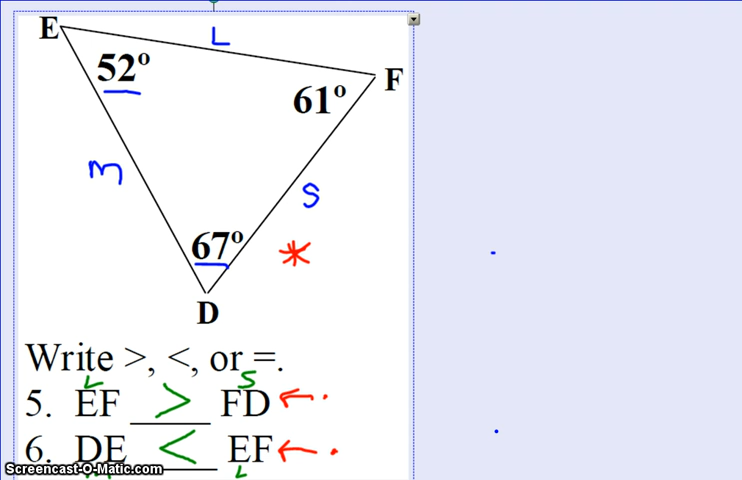 E
L
52°
F
61°
m
s
67°
*
D
Write >, <, or =.
L
s
5. EF > FD
6. DE < EF
m
L
Screencast-O-Matic.com